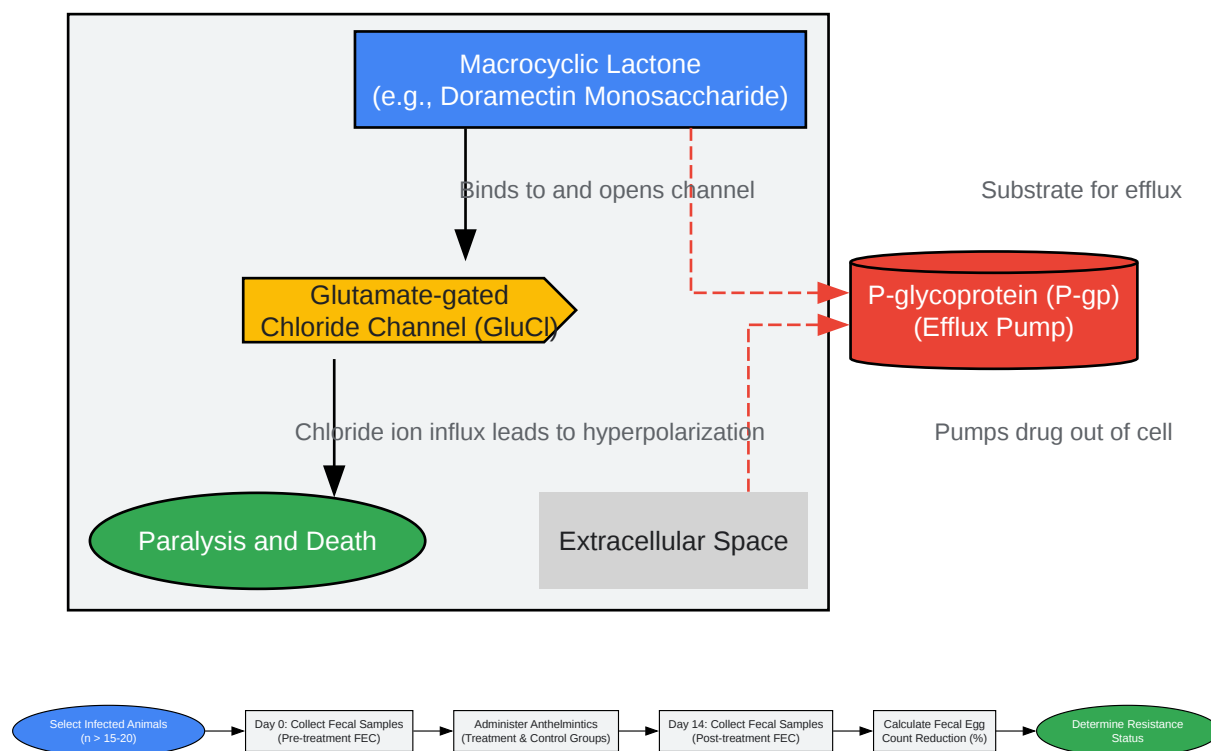 Macrocyclic Lactone
(e.g., Doramectin Monosaccharide)
Binds to and opens channel
Substrate for efflux
Glutamate-gated
Chloride Channel (GluCl)
P-glycoprotein (P-gp)
(Efflux Pump)
Chloride ion influx leads to hyperpolarization
Pumps drug out of cell
Paralysis and Death
Extracellular Space
Select Infected Animals
(n > 15-20)
Day 0: Collect Fecal Samples
(Pre-treatment FEC)
Administer Anthelmintics
(Treatment & Control Groups)
Day 14: Collect Fecal Samples
(Post-treatment FEC)
Calculate Fecal Egg
Count Reduction (%)
Determine Resistance
Status